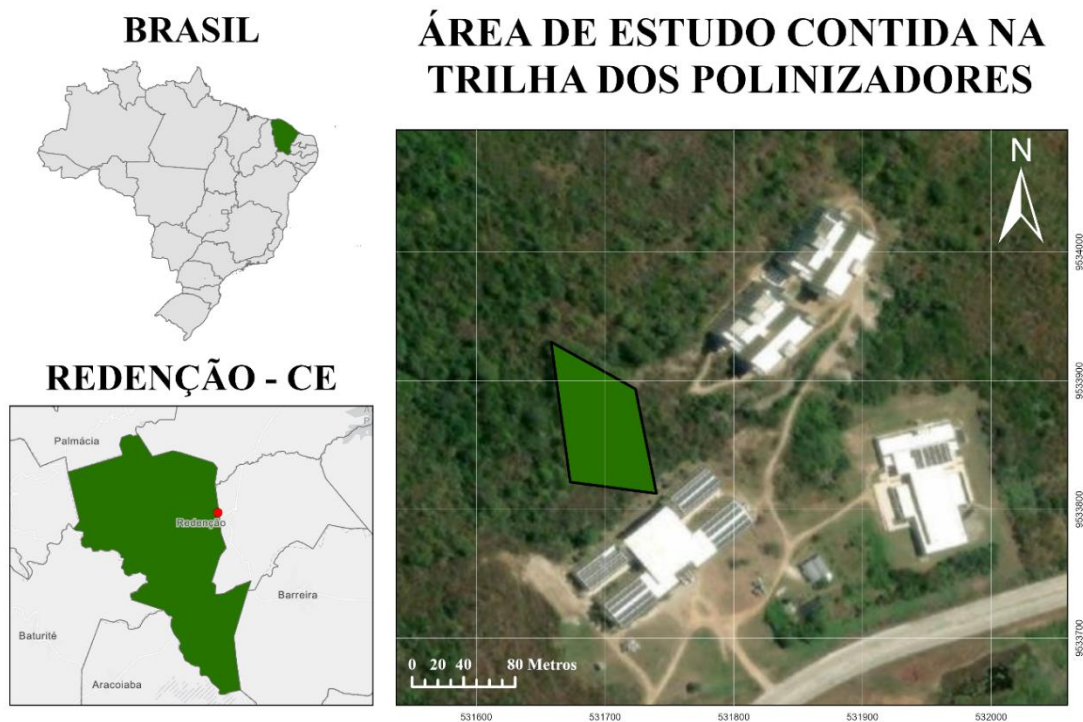 BRASIL
ÁREA DE ESTUDO CONTIDA NA
TRILHA DOS POLINIZADORES
N
9534000
9533900
9533800
9533700
0 20 40 80 Metros
531600 531700 531800 531900 532000
REDENÇÃO - CE
Palmácia
Redenção
Barreira
Baturité
Aracoiaba